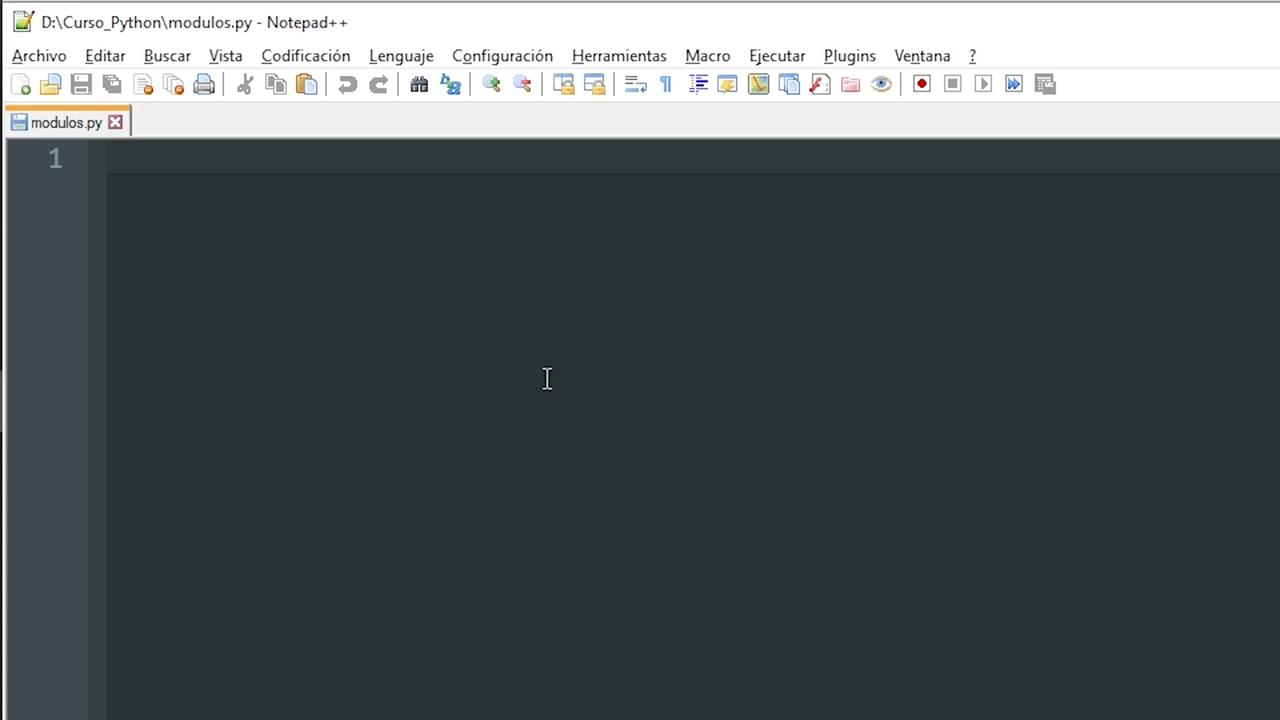 D:\Curso_Python\modulos.py - Notepad++
Archivo Editar Buscar Vista Codificación Lenguaje Configuración Herramientas Macro Ejecutar Plugins Ventana ?
modulos.py
1